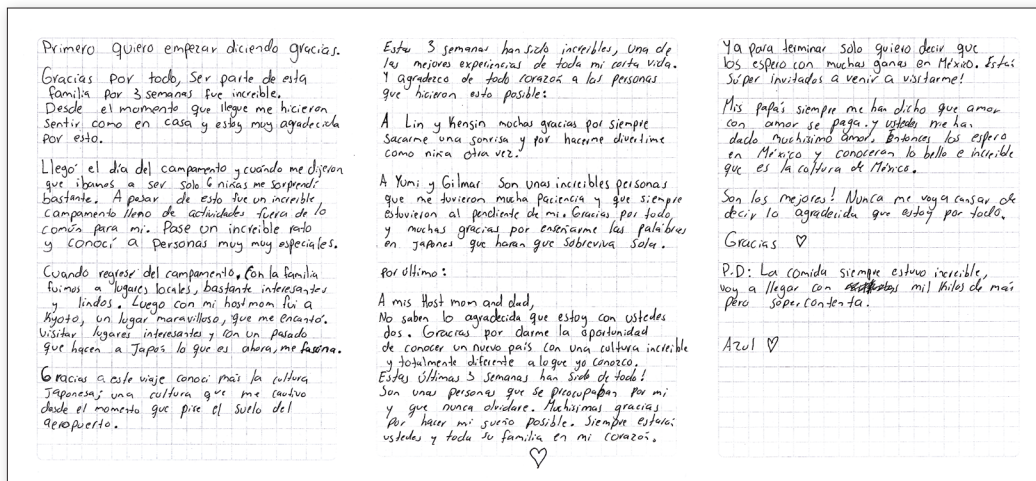 Primero quiero empezar diciendo gracias.
Gracias por todo, Ser parte de esta
familia por 3 semanas fue increible.
Desde el momento que llegue me hicieron
sentir como en casa y estoy muy agradecida
por esto.
Llegó el día del campamento y cuándo me dijeron
que ibamos a ser solo 6 niñas me sorprendí
bastante. A pesar de esto fue un increible
campamento lleno de actividades fuera de lo
común para mi. Pase un increible rato
y conocí a personas muy muy especiales.
Cuando regrese del campamento, Con la familia
fuimos a lugares locales, bastante interesantes
y lindos. Luego con mi host mom fui a
Kyoto, un lugar maravilloso, que me encantó.
Visitar lugares interesantes y con un pasado
que hacen a Japon lo que es ahora, me fascina.
Gracias a este viaje conocí más la cultura
Japonesa; una cultura que me cautivo
desde el momento que pise el suelo del
aeropuerto.
Estas 3 semanas han sido increibles, una de
las mejores experiencias de toda mi corta vida.
Y agradezco de todo corazon a las personas
que hicieron esto posible:
A Lin y Kensin muchas gracias por siempre
Sacarme una sonrisa y por hacerme divertirme
como niña otra vez.
A Yumi y Gilmar Son unas increibles personas
que me tuvieron mucha Paciencia y que siempre
estuvieron al pendiente de mi. Gracias por todo,
y muchas gracias por enseñarme las palabras
en japones que haran que sobreviva sola.
por último:
A mis Host mom and dad,
No saben lo agradecida que estoy con ustedes
dos. Gracias por darme la oportunidad
de conocer un nuevo país con una cultura increible
y totalmente diferente a lo que yo conozco.
Estas últimas 3 semanas han sido de todo!
Son unas personas que se preocupaban por mi
y que nunca olvidare. Muchisimas gracias
Por hacer mi sueño posible. Siempre estarán
ustedes y toda su familia en mi corazón.
♡
Ya para terminar solo quiero decir que
los espero con muchas ganas en México. Están
Súper invitados a venir a visitarme!
Mis papás siempre me han dicho que amor
con amor se paga. y ustedes me han
dado muchisimo amor. Entonces los espero
en México y conoceran lo bello e increible
que es la cultura de México.
Son los mejores! Nunca me voy a cansar de
decir lo agradecida que estoy por todo.
Gracias ♡
P.D: La comida siempre estuvo increible,
voy a llegar con mil kilos de más
pero súper contenta.
Azul ♡